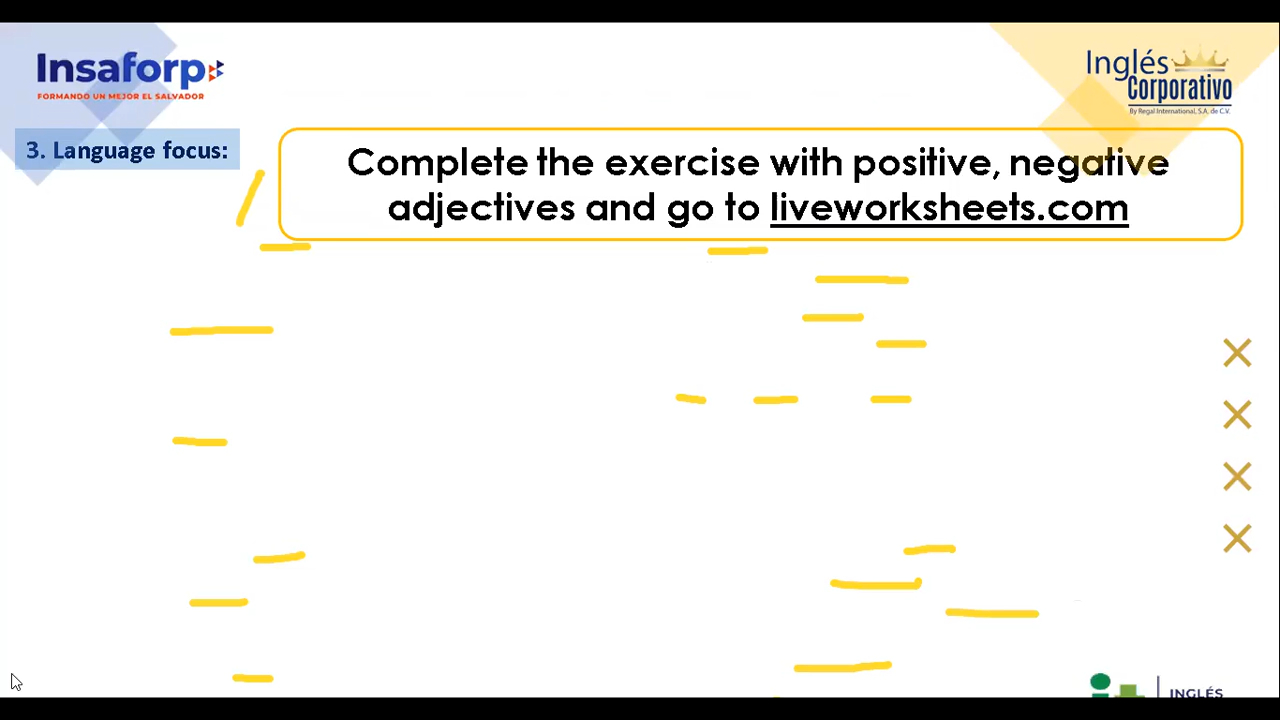 Insaforp
FORMANDO UN MEJOR EL SALVADOR
Inglés
Corporativo
By Regal International, S.A. de C.V.
3. Language focus:
Complete the exercise with positive, negative
adjectives and go to liveworksheets.com
INGLÉS